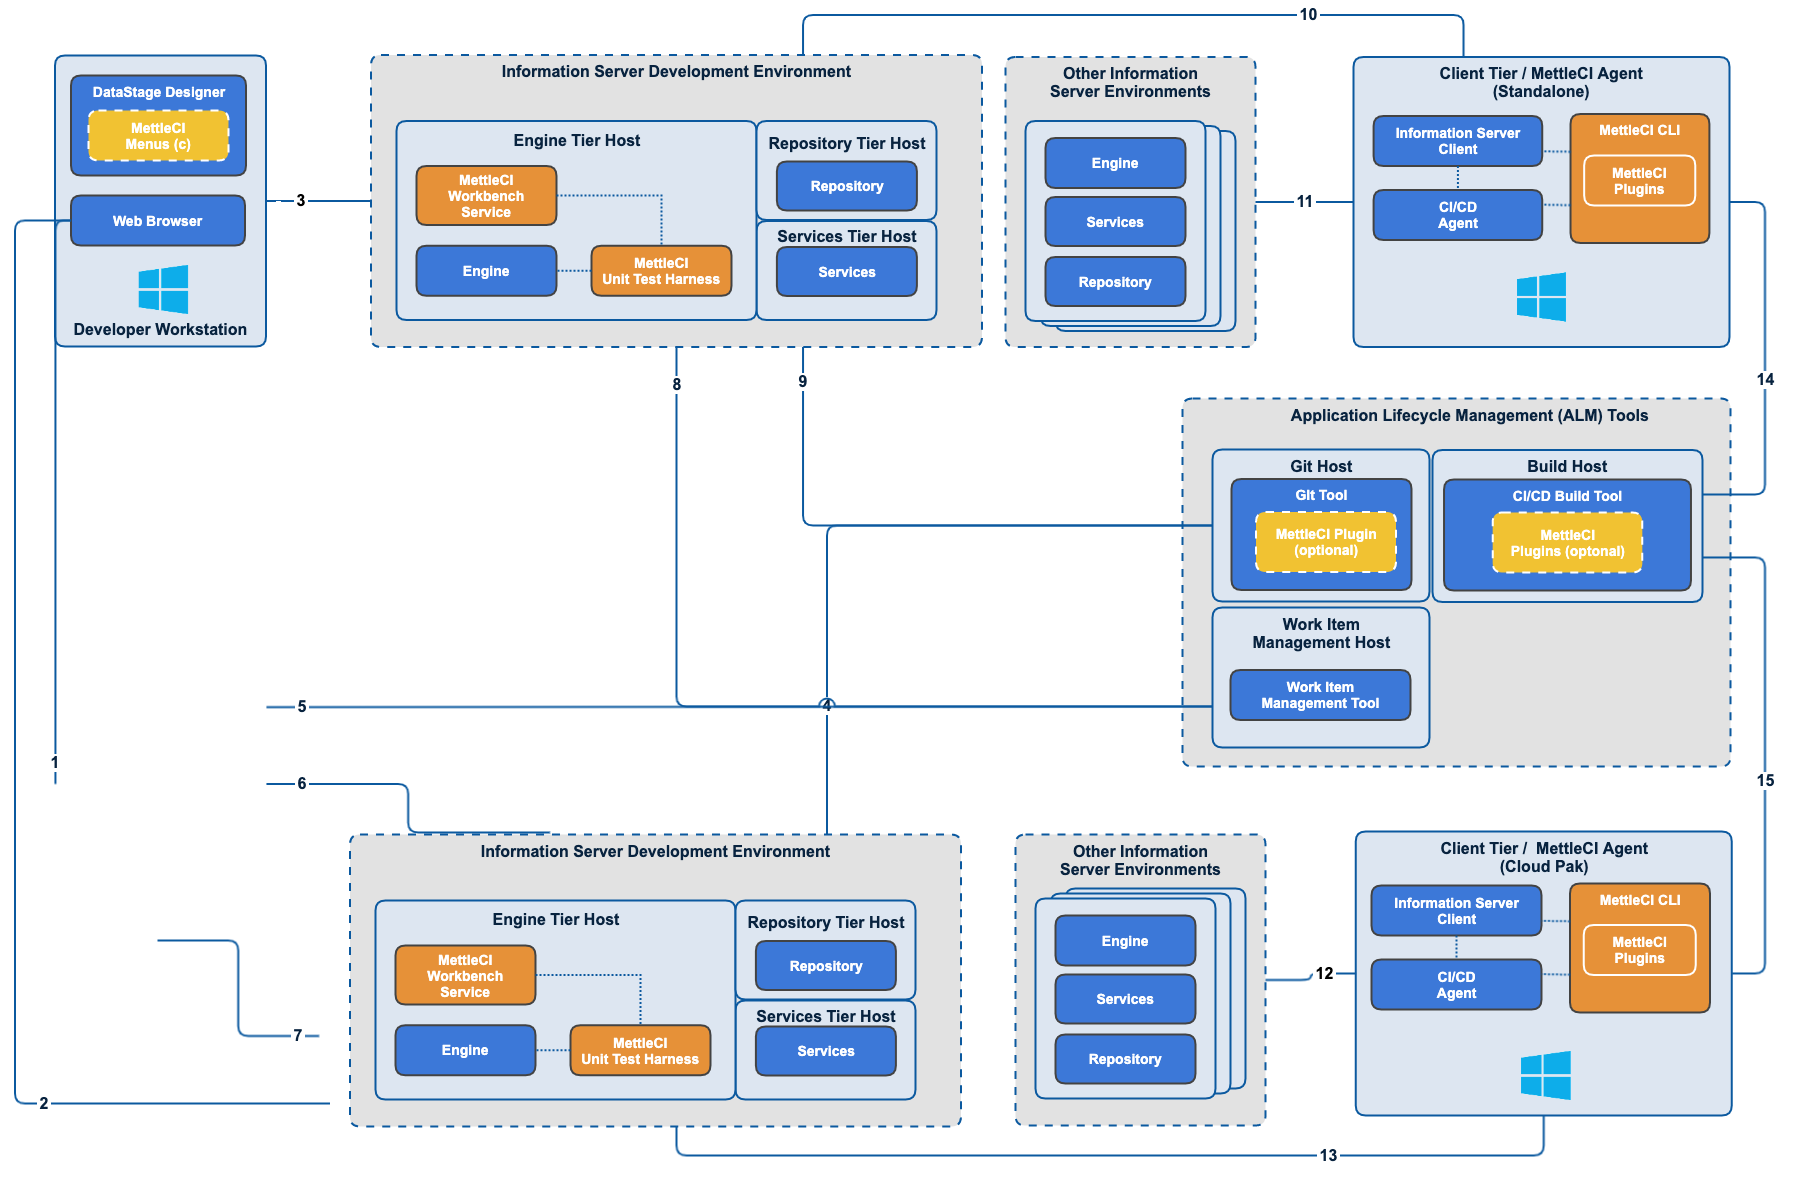 10
DataStage Designer
MettleCI
Menus (c)
Web Browser
Developer Workstation
3
Information Server Development Environment
Engine Tier Host
MettleCI
Workbench
Service
Engine
MettleCI
Unit Test Harness
Repository Tier Host
Repository
Services Tier Host
Services
Other Information
Server Environments
Engine
Services
Repository
11
Client Tier / MettleCI Agent
(Standalone)
Information Server
Client
CI/CD
Agent
MettleCI CLI
MettleCI
Plugins
8
9
14
Application Lifecycle Management (ALM) Tools
Git Host
Git Tool
MettleCI Plugin
(optional)
Build Host
CI/CD Build Tool
MettleCI
Plugins (optonal)
Work Item
Management Host
Work Item
Management Tool
5
4
1
6
15
Information Server Development Environment
Engine Tier Host
MettleCI
Workbench
Service
Engine
MettleCI
Unit Test Harness
Repository Tier Host
Repository
Services Tier Host
Services
Other Information
Server Environments
Engine
Services
Repository
12
Client Tier / MettleCI Agent
(Cloud Pak)
Information Server
Client
CI/CD
Agent
MettleCI CLI
MettleCI
Plugins
7
2
13